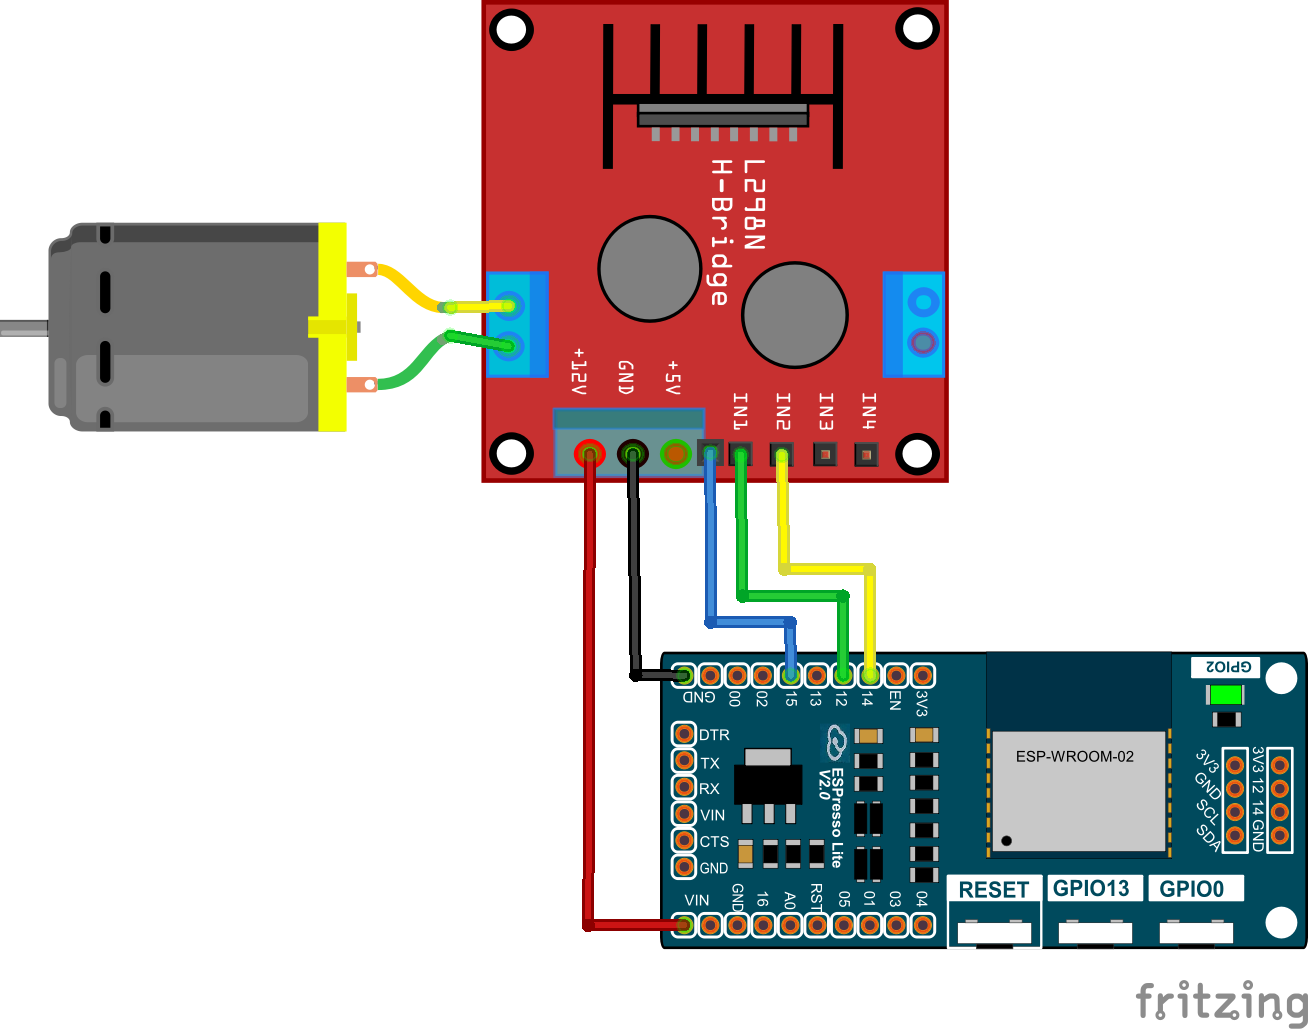 L298N
H-Bridge
+12V
GND
+5V
IN1
IN2
IN3
IN4
GND
GND
00
02
15
13
12
14
EN
3V3
GPIO2
DTR
TX
RX
VIN
CTS
GND
ESPresso Lite
V2.0
ESP-WROOM-02
3V3
GND
SCL
SDA
3V3
12
14
GND
VIN
GND
16
A0
RST
05
01
03
04
RESET
GPIO13
GPIO0
fritzing